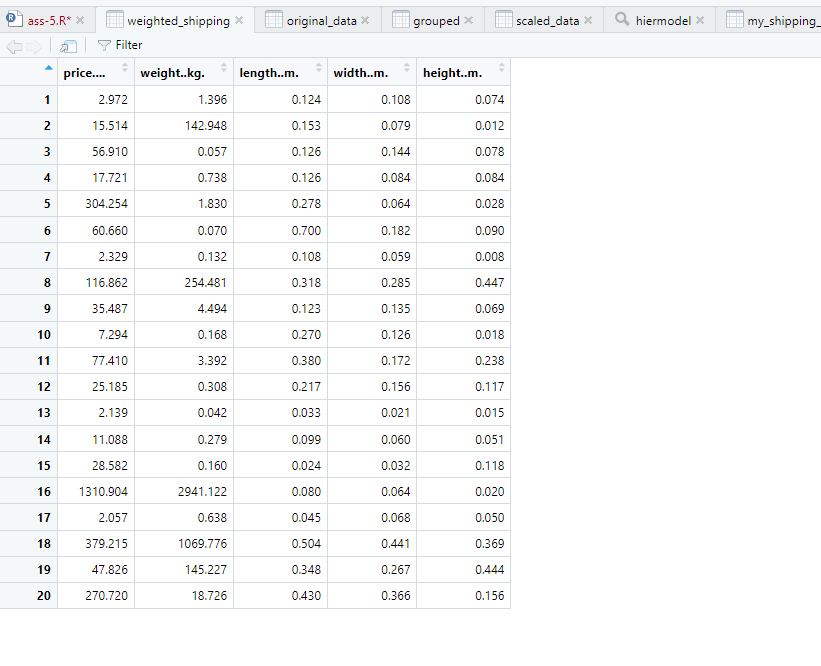 ass-5.R* weighted_shipping original_data grouped scaled_data hiermodel my_shipping_
Filter
price.... weight..kg. length..m. width..m. height..m.
1 2.972 1.396 0.124 0.108 0.074
2 15.514 142.948 0.153 0.079 0.012
3 56.910 0.057 0.126 0.144 0.078
4 17.721 0.738 0.126 0.084 0.084
5 304.254 1.830 0.278 0.064 0.028
6 60.660 0.070 0.700 0.182 0.090
7 2.329 0.132 0.108 0.059 0.008
8 116.862 254.481 0.318 0.285 0.447
9 35.487 4.494 0.123 0.135 0.069
10 7.294 0.168 0.270 0.126 0.018
11 77.410 3.392 0.380 0.172 0.238
12 25.185 0.308 0.217 0.156 0.117
13 2.139 0.042 0.033 0.021 0.015
14 11.088 0.279 0.099 0.060 0.051
15 28.582 0.160 0.024 0.032 0.118
16 1310.904 2941.122 0.080 0.064 0.020
17 2.057 0.638 0.045 0.068 0.050
18 379.215 1069.776 0.504 0.441 0.369
19 47.826 145.227 0.348 0.267 0.444
20 270.720 18.726 0.430 0.366 0.156